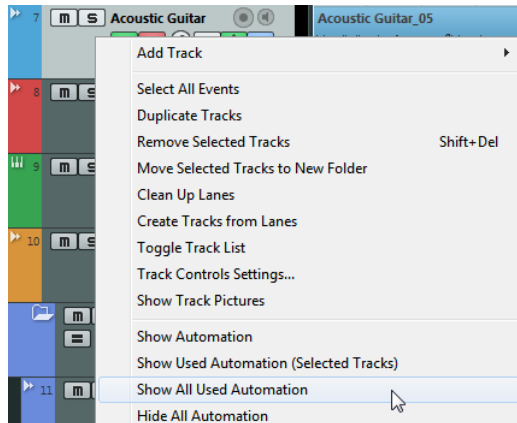 7 m S Acoustic Guitar Acoustic Guitar_05
Add Track
8 m S
Select All Events
Duplicate Tracks
Remove Selected Tracks Shift+Del
9 m S
Move Selected Tracks to New Folder
Clean Up Lanes
Create Tracks from Lanes
10 m S
Toggle Track List
Track Controls Settings...
Show Track Pictures
m
Show Automation
Show Used Automation (Selected Tracks)
11 m
Show All Used Automation
Hide All Automation